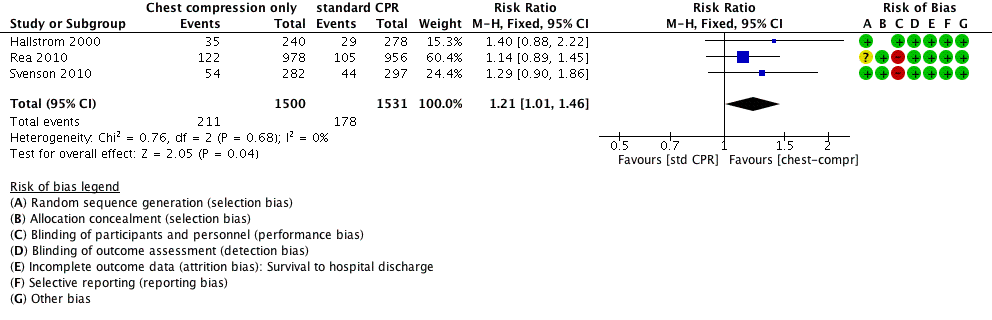 Chest compression only standard CPR Risk Ratio Risk Ratio Risk of Bias
Study or Subgroup Events Total Events Total Weight M-H, Fixed, 95% CI M-H, Fixed, 95% CI A B C D E F G
Hallstrom 2000 35 240 29 278 15.3% 1.40 [0.88, 2.22] + + + + + +
Rea 2010 122 978 105 956 60.4% 1.14 [0.89, 1.45] ? + - + + + +
Svenson 2010 54 282 44 297 24.4% 1.29 [0.90, 1.86] + + - + + + +
Total (95% CI) 1500 1531 100.0% 1.21 [1.01, 1.46]
Total events 211 178
Heterogeneity: Chi² = 0.76, df = 2 (P = 0.68); I² = 0%
Test for overall effect: Z = 2.05 (P = 0.04)
0.5 0.7 1 1.5 2
Favours [std CPR] Favours [chest-compr]
Risk of bias legend
(A) Random sequence generation (selection bias)
(B) Allocation concealment (selection bias)
(C) Blinding of participants and personnel (performance bias)
(D) Blinding of outcome assessment (detection bias)
(E) Incomplete outcome data (attrition bias): Survival to hospital discharge
(F) Selective reporting (reporting bias)
(G) Other bias